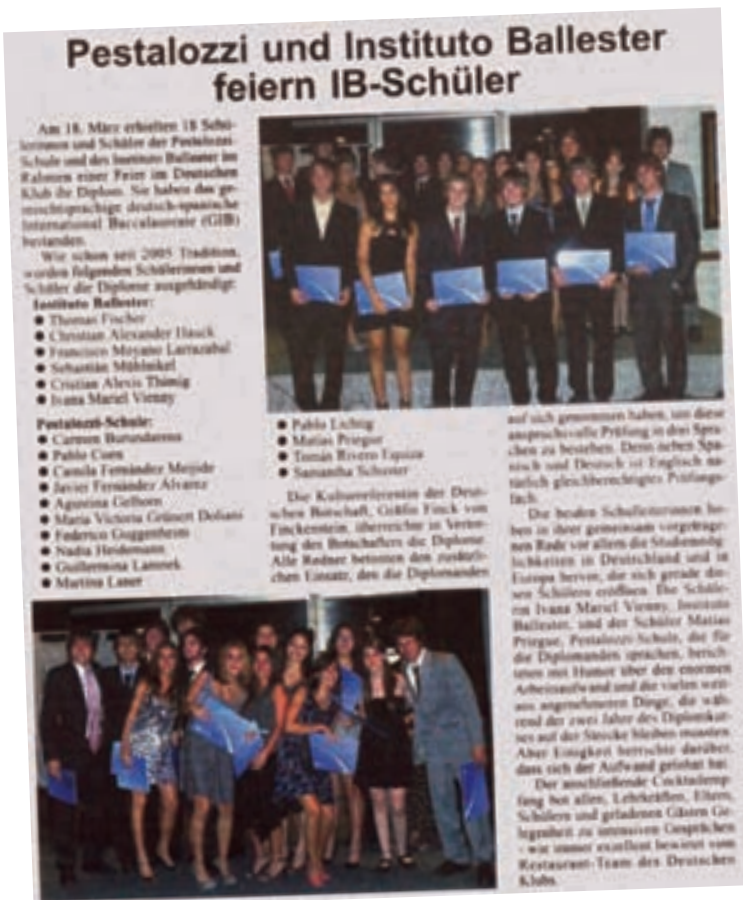 Pestalozzi und Instituto Ballester
feiern IB-Schüler
Am 18. März erhielten 18 Schü-
lerinnen und Schüler der Pestalozzi-
Schule und des Instituto Ballester im
Rahmen einer Feier im Deutschen
Klub ihr Diplom. Sie haben das ge-
mischtsprachige deutsch-spanische
International Baccalaureate (GIB)
bestanden.
Wie schon seit 2005 Tradition,
wurden folgenden Schülerinnen und
Schüler die Diplome ausgehändigt:
Instituto Ballester:
● Thomas Fischer
● Christian Alexander Hauck
● Francisco Moyano Larrazabal
● Sebastián Mühlnikel
● Cristian Alexis Thimig
● Ivana Mariel Vienny
Pestalozzi-Schule:
● Carmen
● Pablo Coen
● Camila Fernández Meijide
● Javier Fernández Alvarez
● Agustina Gelhorn
● Maria Victoria Grünert Doliani
● Federico Guggenheim
● Nadia Heidemann
● Guillermina
● Martina Laner
● Pablo Lichtig
● Matías Priegue
● Tomás Rivero
● Samantha Schuster
Die Kulturreferentin der Deut-
schen Botschaft, Gräfin Finck von
Finckenstein, überreichte in Vertre-
tung des Botschafters die Diplome.
Alle Redner betonten den zusätzli-
chen Einsatz, den die Diplomanden
auf sich genommen haben, um diese
anspruchsvolle Prüfung in drei Spra-
chen zu bestehen. Denn neben Spa-
nisch und Deutsch ist Englisch na-
türlich gleichberechtigtes Prüfungs-
fach.
Die beiden Schulleiterinnen ho-
ben in ihrer gemeinsam vorgetrage-
nen Rede vor allem die Studienmög-
lichkeiten in Deutschland und in
Europa hervor, die sich gerade die-
sen Schülern eröffnen. Die Schüle-
rin Ivana Mariel Vienny, Instituto
Ballester, und der Schüler Matías
Priegue, Pestalozzi-Schule, die für
die Diplomanden sprachen, berich-
teten mit Humor über den enormen
Arbeitsaufwand und die vielen weit-
aus angenehmeren Dinge, die wäh-
rend der zwei Jahre des Diplomkur-
ses auf der Strecke bleiben mussten.
Aber Einigkeit herrschte darüber,
dass sich der Aufwand gelohnt hat.
Der anschließende Cocktailemp-
fang bot allen, Lehrkräften, Eltern,
Schülern und geladenen Gästen Ge-
legenheit zu intensiven Gesprächen
- wie immer exzellent bewirtet vom
Restaurant-Team des Deutschen
Klubs.